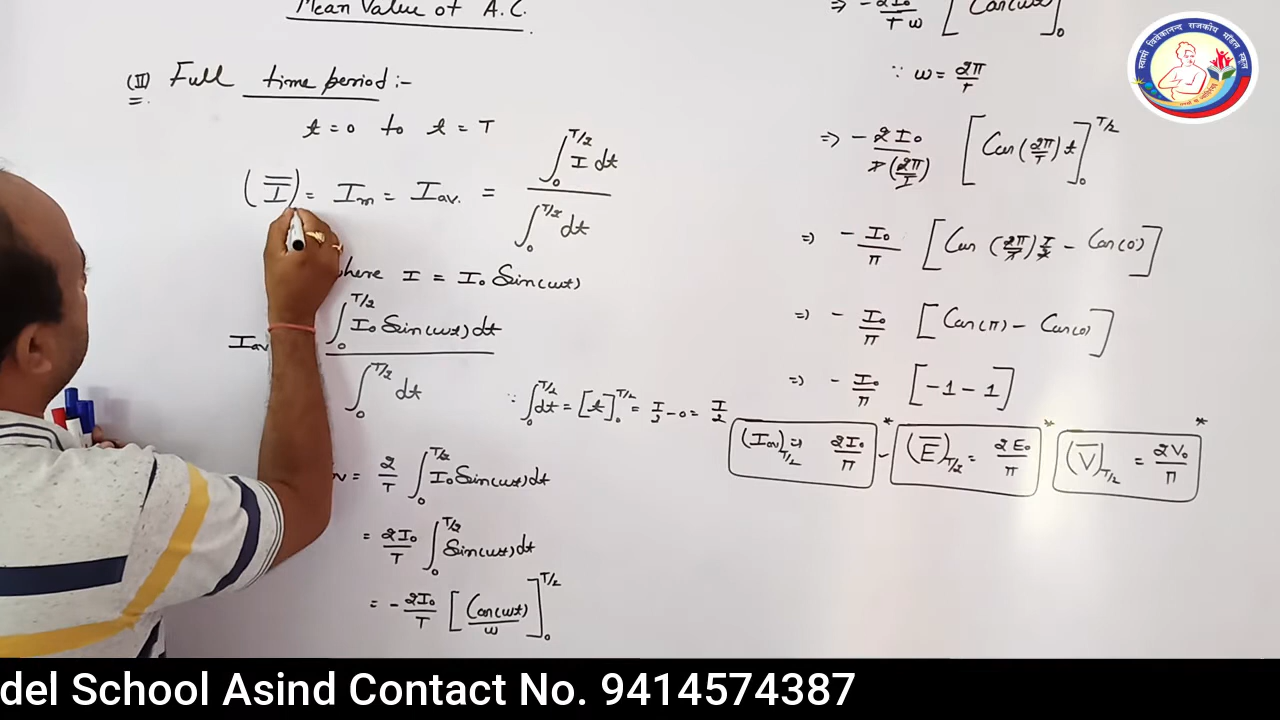 Mean Value of A.C.
(II) Full time period:-
t=0 to t=T
(I̅) = Im = Iav. = ∫₀^T/2 I dt / ∫₀^T/2 dt
here I = I₀ Sin(ωt)
Iav ∫₀^T/2 I₀ Sin(ωt) dt / ∫₀^T/2 dt
∵ ∫₀^T/2 dt = [t]₀^T/2 = T/2 - 0 = T/2
= 2/T ∫₀^T/2 I₀ Sin(ωt) dt
= 2I₀/T ∫₀^T/2 Sin(ωt) dt
= - 2I₀/T [Cos(ωt)/ω]₀^T/2
⇒ - 2I₀/Tω [Cos(ωt)]₀
∵ ω = 2π/T
⇒ - 2I₀/T(2π/T) [Cos(2π/T)t]₀^T/2
⇒ - I₀/π [Cos(2π/T)T/2 - Cos(0)]
⇒ - I₀/π [Cos(π) - Cos(0)]
⇒ - I₀/π [-1 - 1]
(Iav)T/2 ⇒ 2I₀/π * - (E̅)T/2 = 2E₀/π * (V̅)T/2 = 2V₀/π *
स्वामी विवेकानन्द राजकीय मॉडल स्कूल
del School Asind Contact No. 9414574387